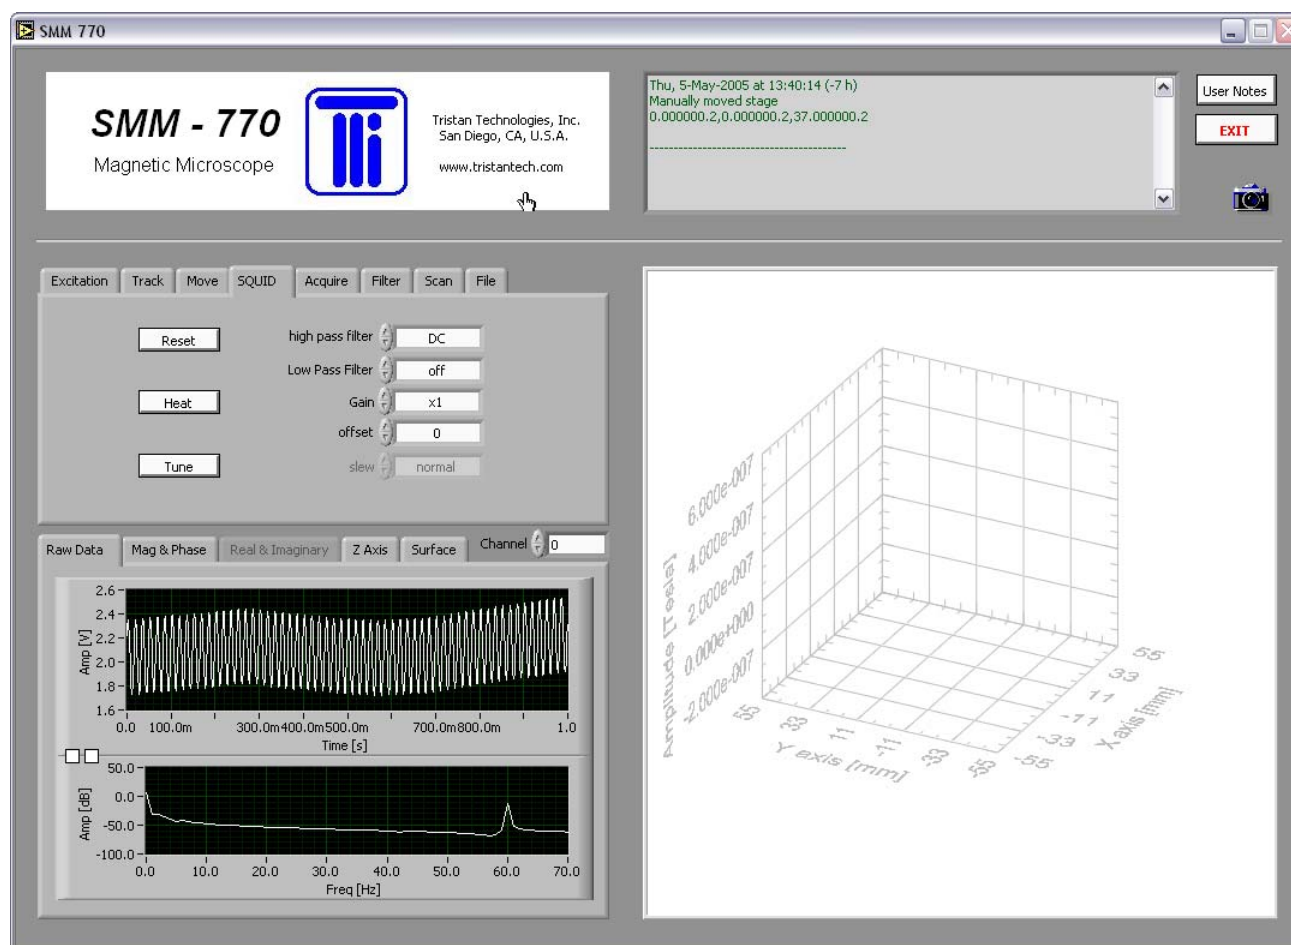 SMM 770
SMM - 770
Magnetic Microscope
Tristan Technologies, Inc.
San Diego, CA, U.S.A.
www.tristantech.com
Thu, 5-May-2005 at 13:40:14 (-7 h)
Manually moved stage
0.000000.2,0.000000.2,37.000000.2
-------------------------------------------
User Notes
EXIT
Excitation Track Move SQUID Acquire Filter Scan File
Reset
Heat
Tune
high pass filter DC
Low Pass Filter off
Gain x1
offset 0
slew normal
Raw Data Mag & Phase Real & Imaginary Z Axis Surface Channel 0
Amp [V]
2.6
2.4
2.2
2.0
1.8
1.6
0.0 100.0m 300.0m400.0m500.0m 700.0m800.0m 1.0
Time [s]
Amp [dB]
50.0
0.0
-50.0
-100.0
0.0 10.0 20.0 30.0 40.0 50.0 60.0 70.0
Freq [Hz]
Amplitude [Tesla]
6.000e-007
4.000e-007
2.000e-007
0.000e+000
-2.000e-007
55 33 11 -11 -33 -55
Y axis [mm]
55
33
11
-11
-33
-55
X axis [mm]